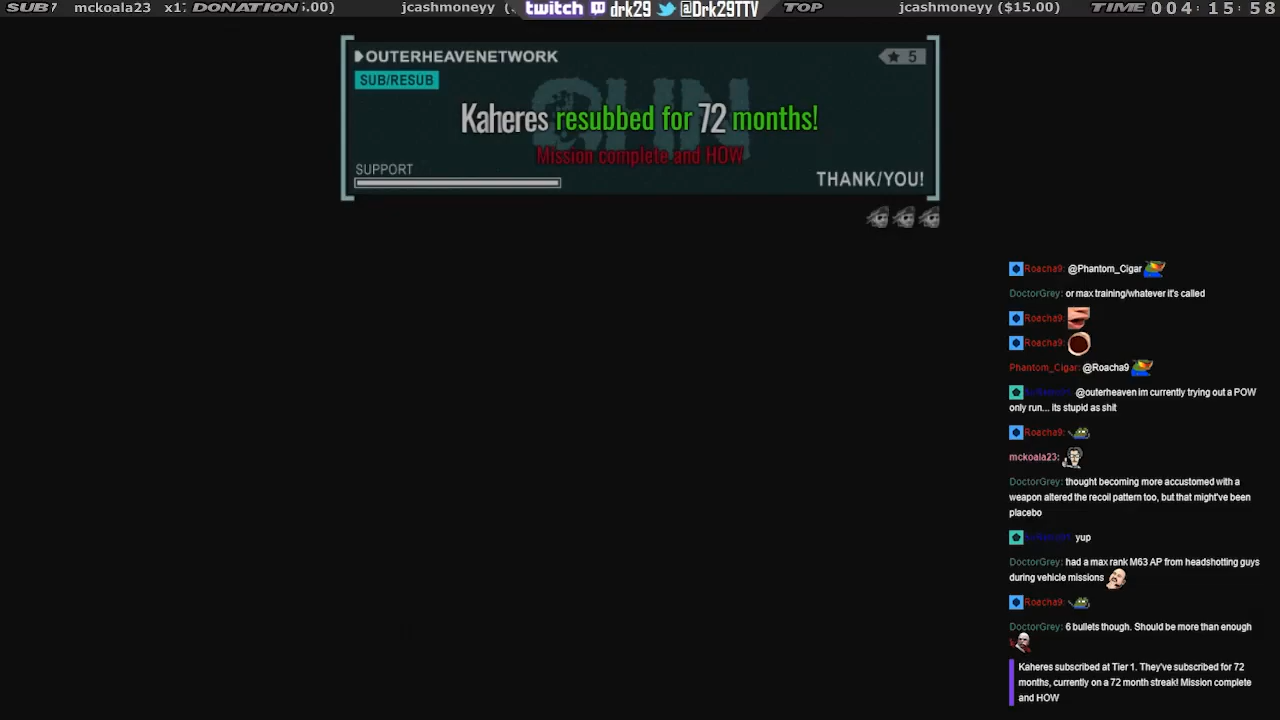 SUB
mckoala23 x1
DONATION
.00)
jcashmoneyy (
twitch drk29 @Drk29TTV
TOP
jcashmoneyy ($15.00)
TIME 004:15:58
OUTERHEAVENETWORK
★ 5
SUB/RESUB
OHN
Kaheres resubbed for 72 months!
Mission complete and HOW
SUPPORT
THANK/YOU!
Roacha9: @Phantom_Cigar
DoctorGrey: or max training/whatever it's called
Roacha9:
Roacha9:
Phantom_Cigar: @Roacha9
@outerheaven im currently trying out a POW
only run... its stupid as shit
Roacha9:
mckoala23:
DoctorGrey: thought becoming more accustomed with a
weapon altered the recoil pattern too, but that might've been
placebo
yup
DoctorGrey: had a max rank M63 AP from headshotting guys
during vehicle missions
Roacha9:
DoctorGrey: 6 bullets though. Should be more than enough
Kaheres subscribed at Tier 1. They've subscribed for 72
months, currently on a 72 month streak! Mission complete
and HOW